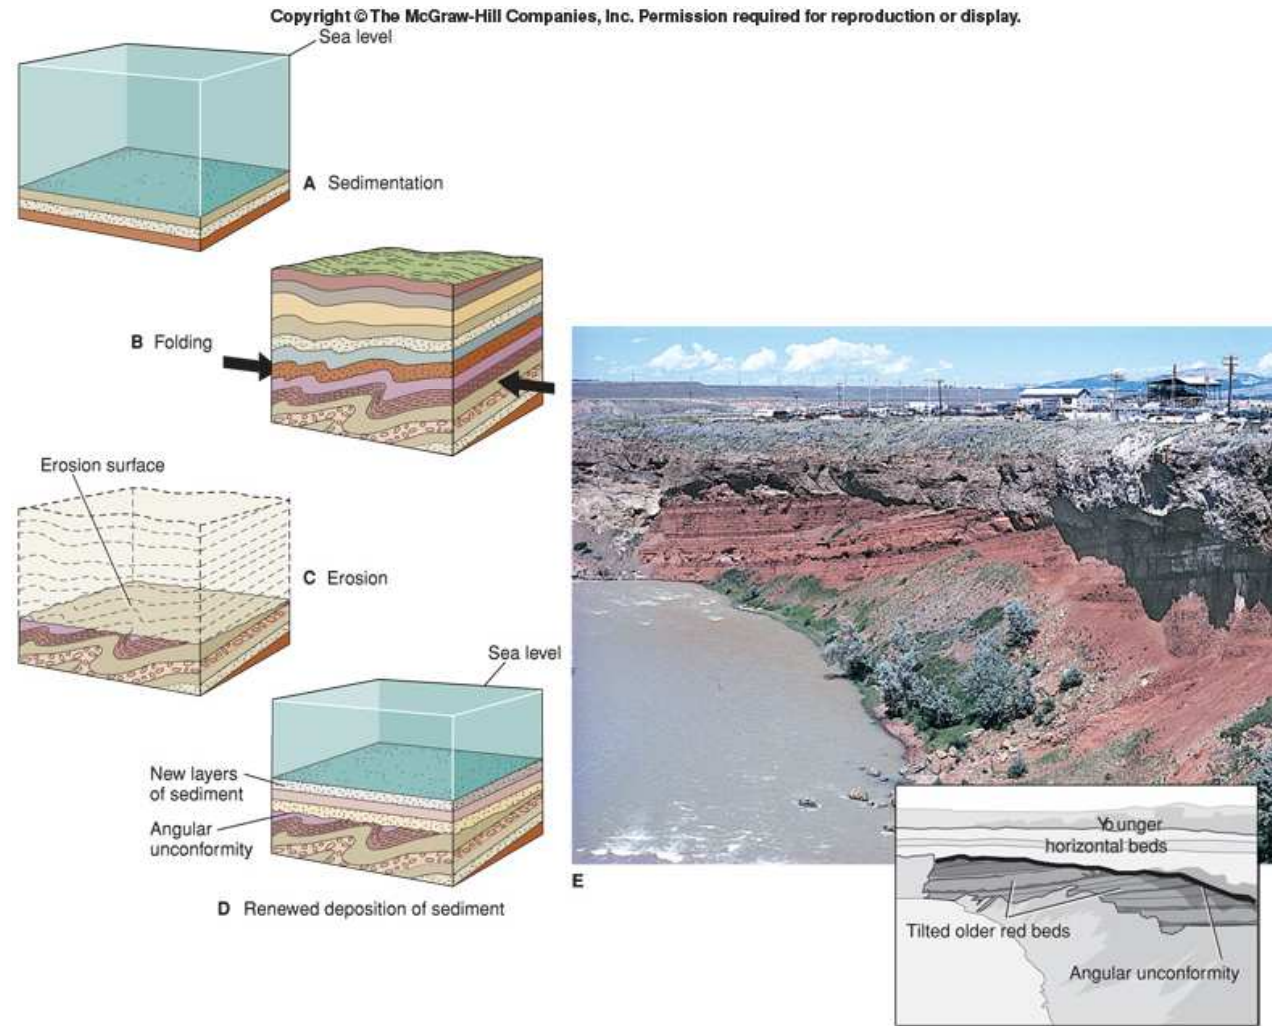 Copyright © The McGraw-Hill Companies, Inc. Permission required for reproduction or display.
Sea level
A Sedimentation
B Folding
Erosion surface
C Erosion
Sea level
New layers
of sediment
Angular
unconformity
D Renewed deposition of sediment
E
Younger
horizontal beds
Tilted older red beds
Angular unconformity